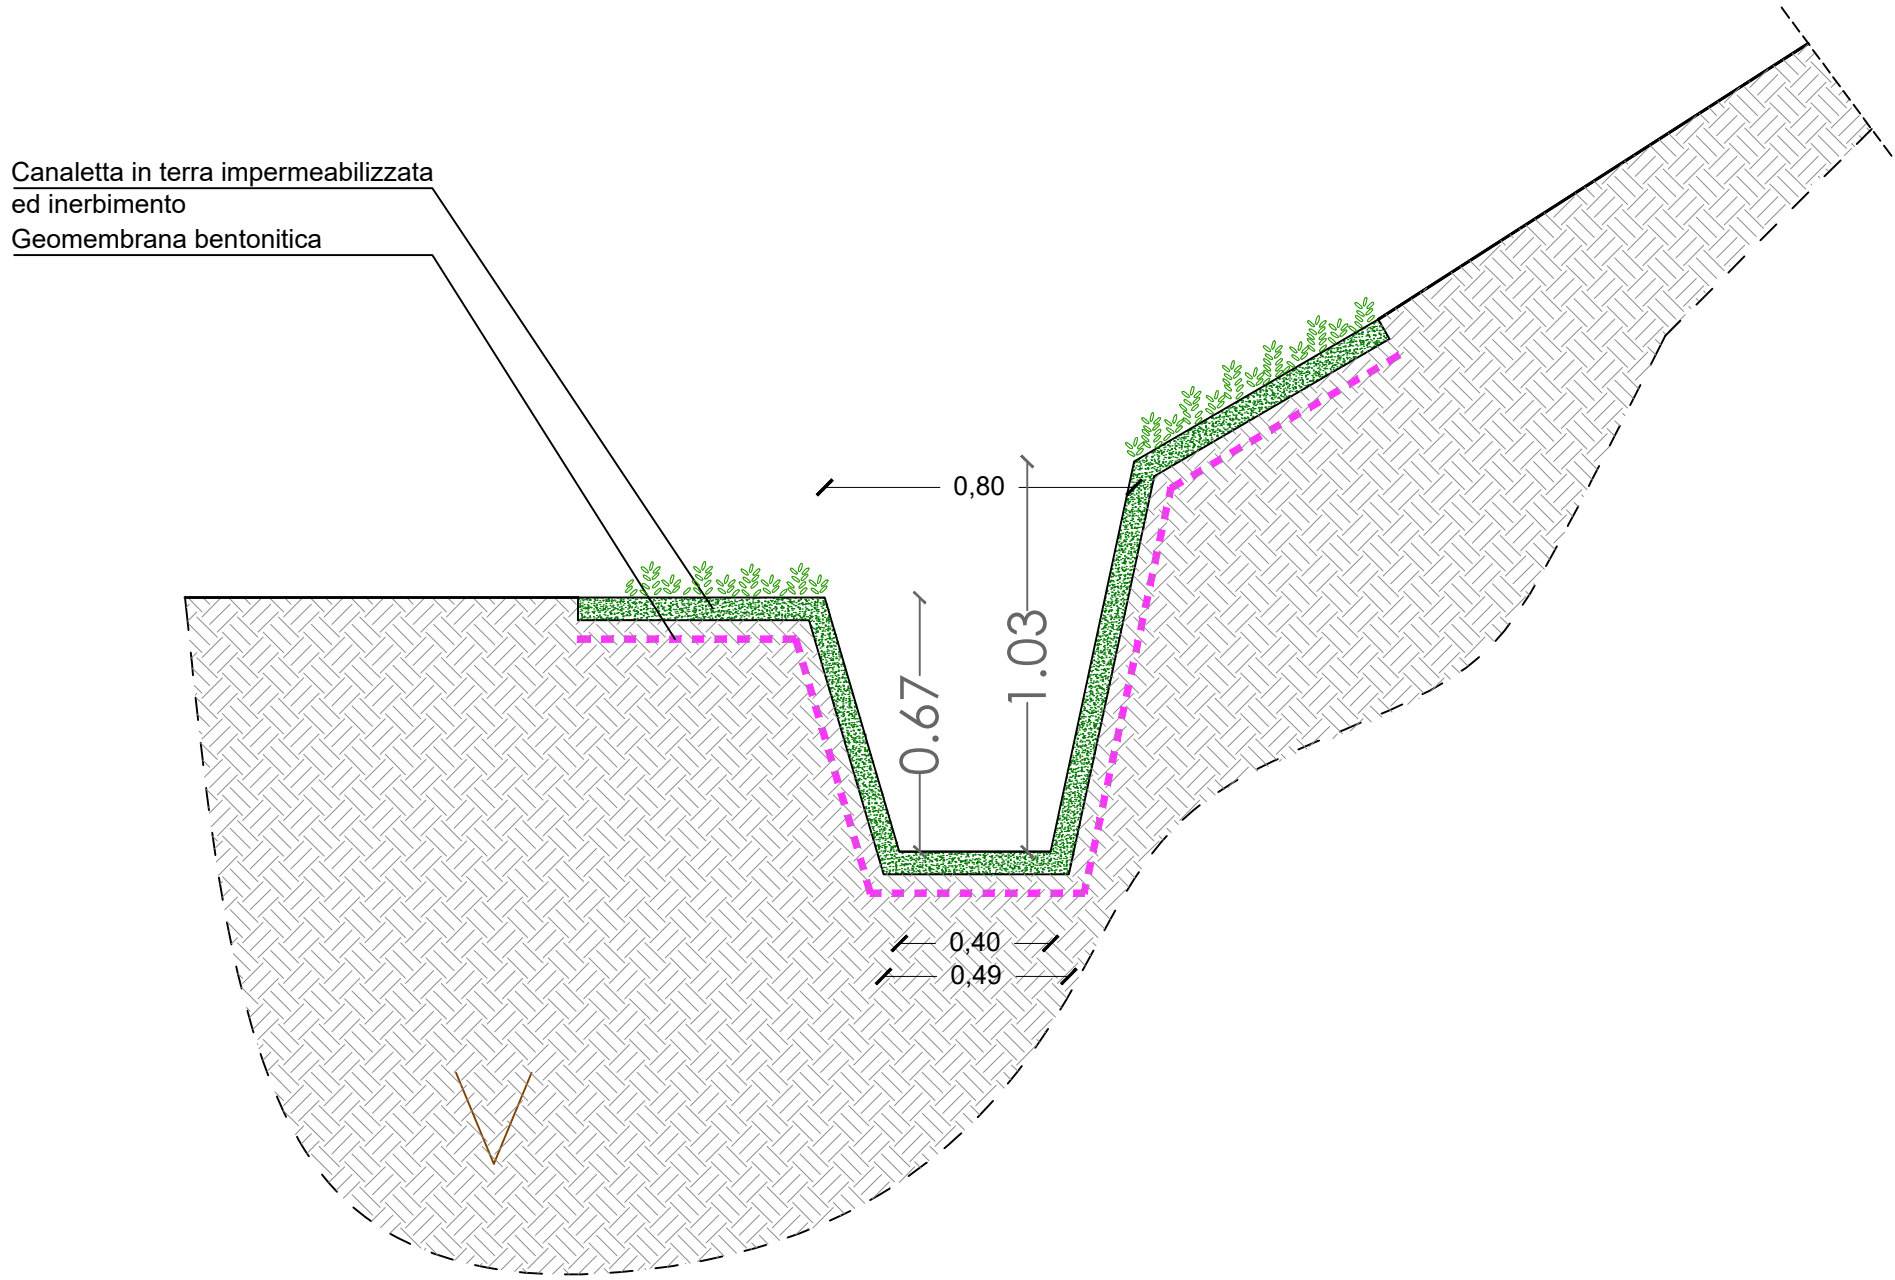 Canaletta in terra impermeabilizzata
ed inerbimento
Geomembrana bentonitica
0,80
1.03
0.67
0,40
0,49